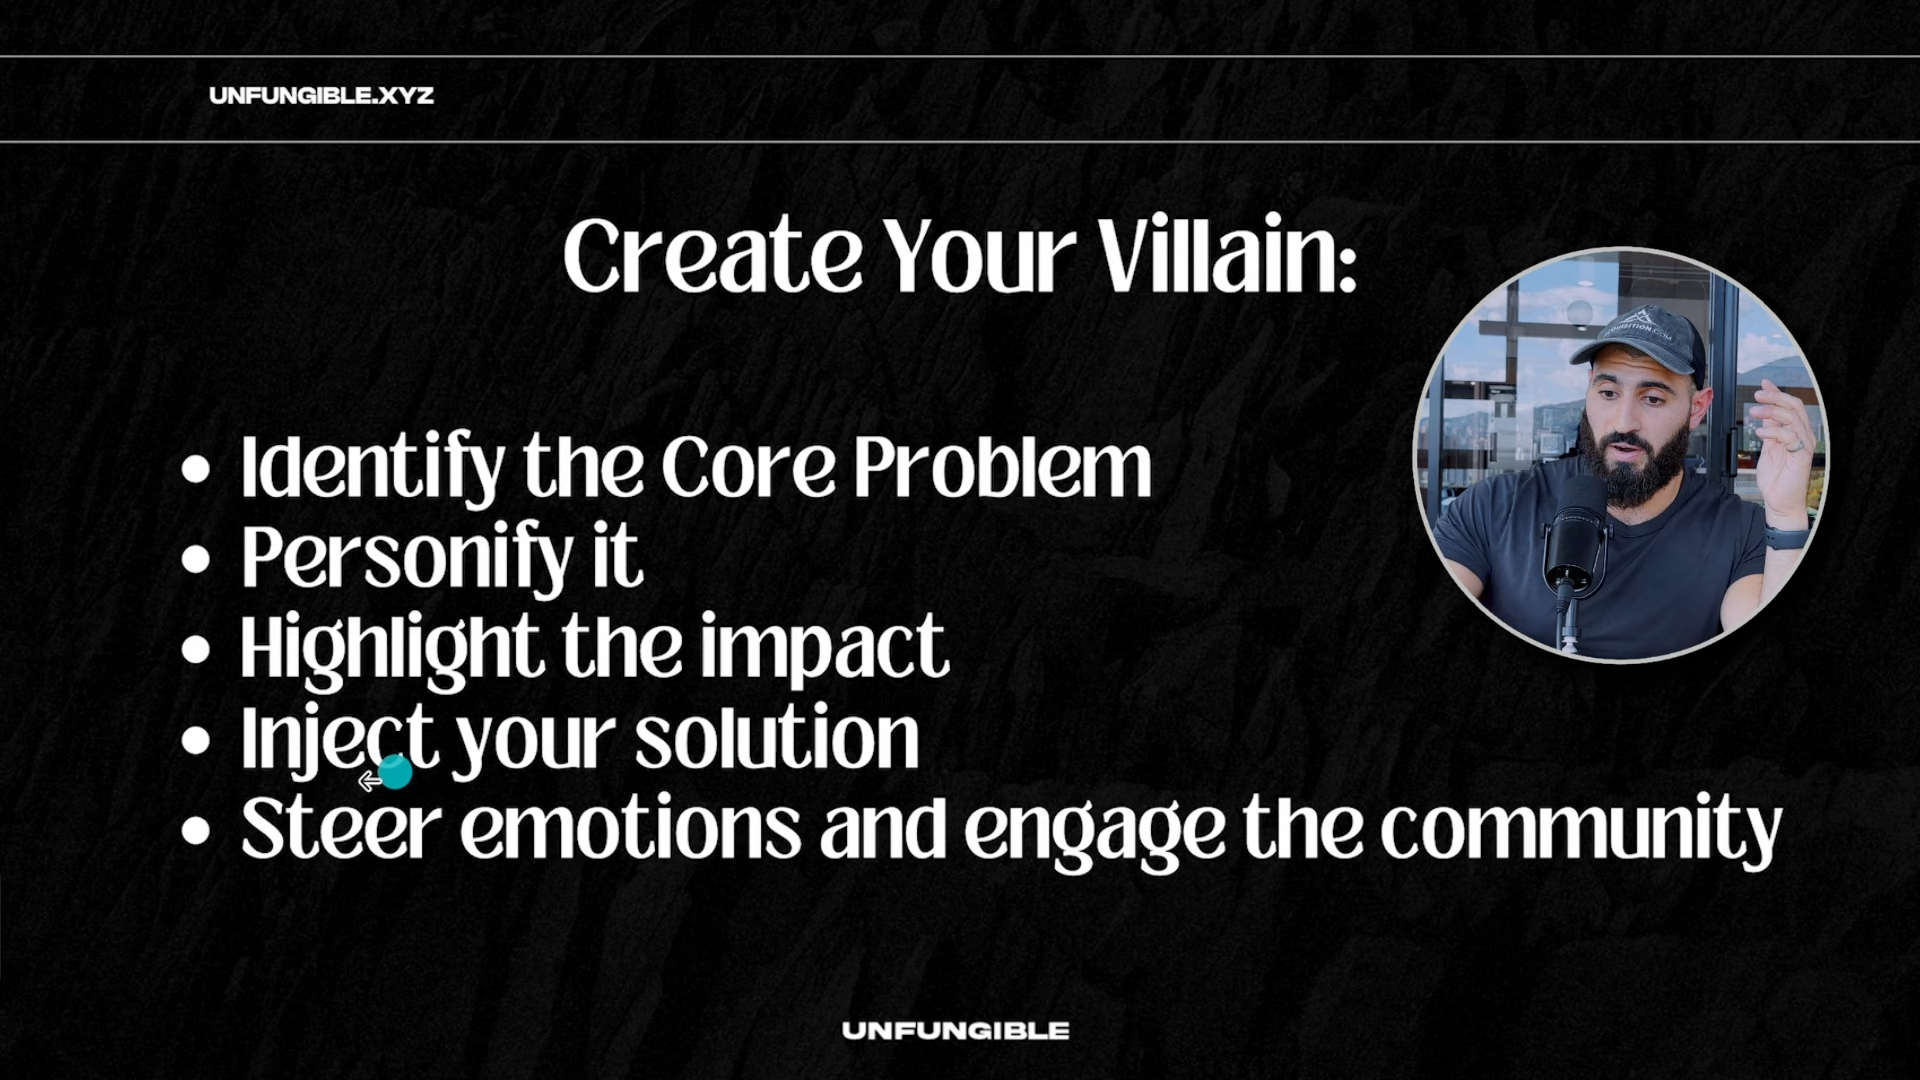 UNFUNGIBLE.XYZ
Create Your Villain:
• Identify the Core Problem
• Personify it
• Highlight the impact
• Inject your solution
• Steer emotions and engage the community
UNFUNGIBLE